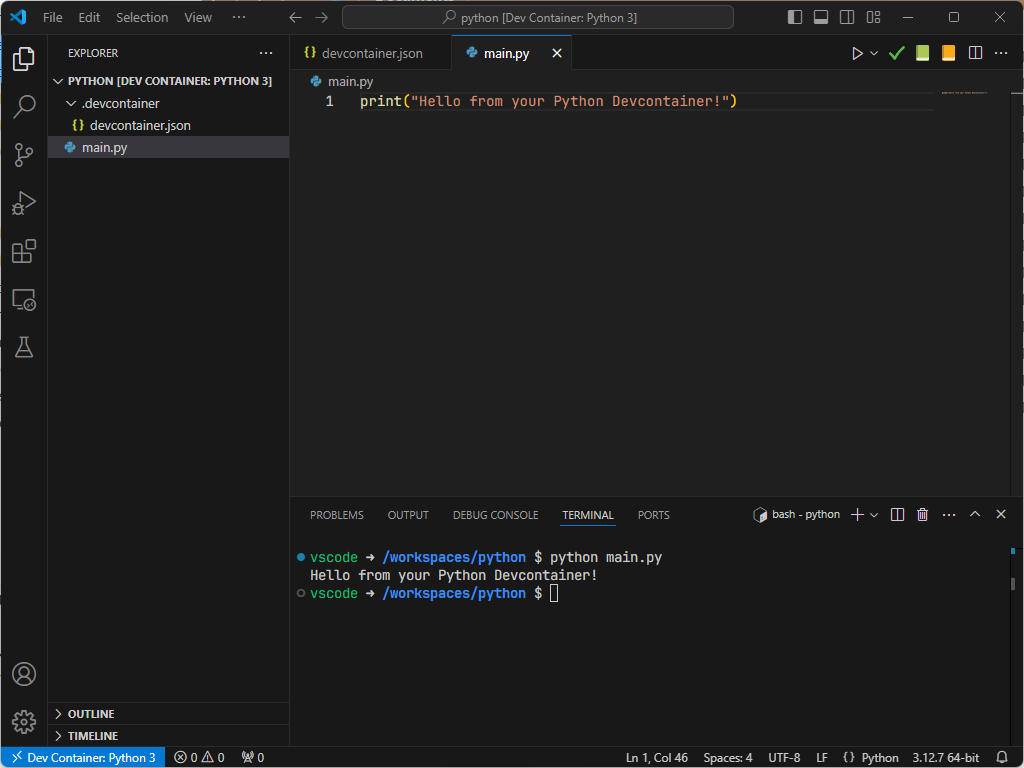 File Edit Selection View ··· python [Dev Container: Python 3]
EXPLORER ···
PYTHON [DEV CONTAINER: PYTHON 3]
.devcontainer
{} devcontainer.json
main.py
{} devcontainer.json main.py
main.py
1 print("Hello from your Python Devcontainer!")
PROBLEMS OUTPUT DEBUG CONSOLE TERMINAL PORTS bash - python
vscode ➜ /workspaces/python $ python main.py
Hello from your Python Devcontainer!
vscode ➜ /workspaces/python $
OUTLINE
TIMELINE
Dev Container: Python 3 0 0 0 Ln 1, Col 46 Spaces: 4 UTF-8 LF {} Python 3.12.7 64-bit